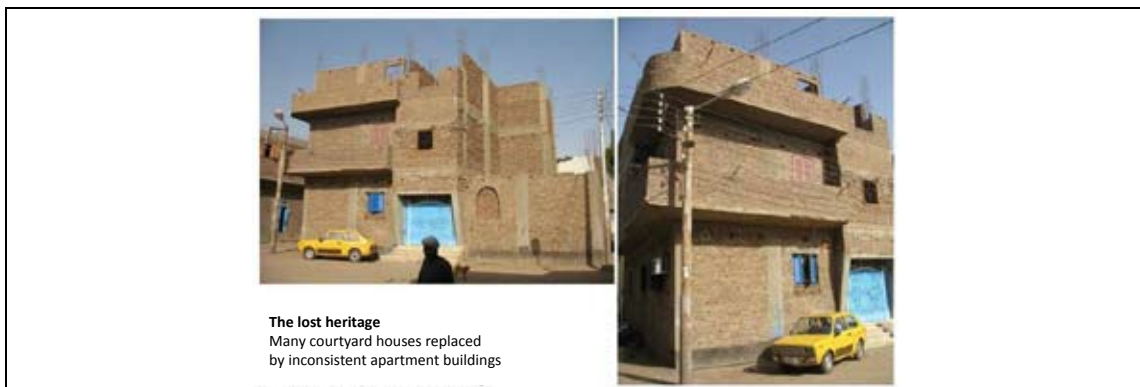 The lost heritage
Many courtyard houses replaced
by inconsistent apartment buildings